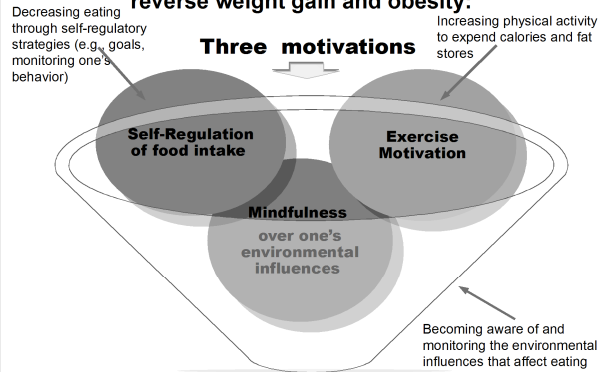 reverse weight gain and obesity:
Decreasing eating
through self-regulatory
strategies (e.g., goals,
monitoring one's
behavior)
Increasing physical activity
to expend calories and fat
stores
Three motivations
Self-Regulation
of food intake
Exercise
Motivation
Mindfulness
over one's
environmental
influences
Becoming aware of and
monitoring the environmental
influences that affect eating